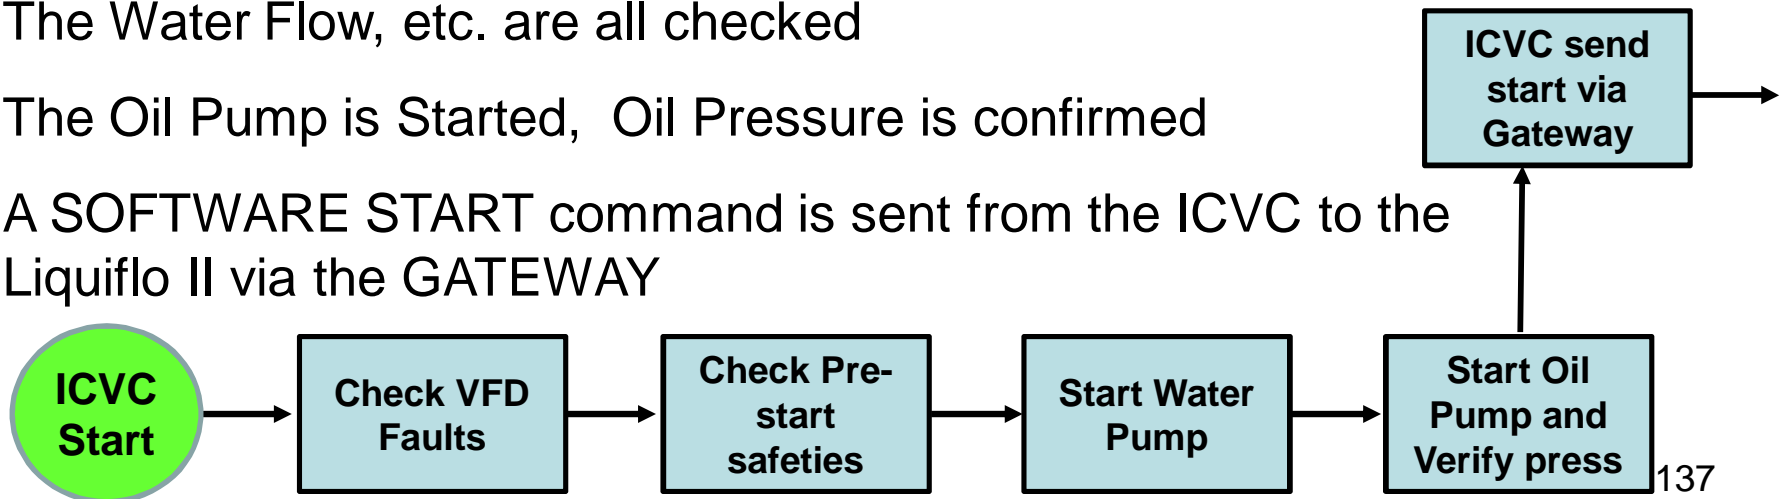 The Water Flow, etc. are all checked
The Oil Pump is Started, Oil Pressure is confirmed
A SOFTWARE START command is sent from the ICVC to the
Liquiflo II via the GATEWAY
ICVC send
start via
Gateway
ICVC
Start
Check VFD
Faults
Check Pre-
start
safeties
Start Water
Pump
Start Oil
Pump and
Verify press
137